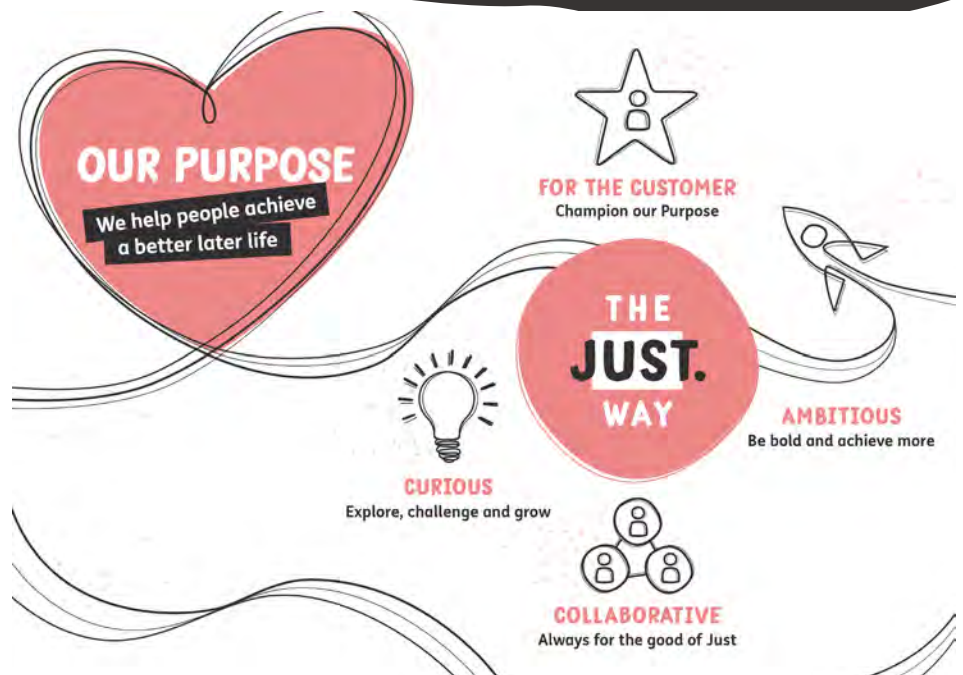 OUR PURPOSE
We help people achieve
a better later life
FOR THE CUSTOMER
Champion our Purpose
THE
JUST.
WAY
AMBITIOUS
Be bold and achieve more
CURIOUS
Explore, challenge and grow
COLLABORATIVE
Always for the good of Just